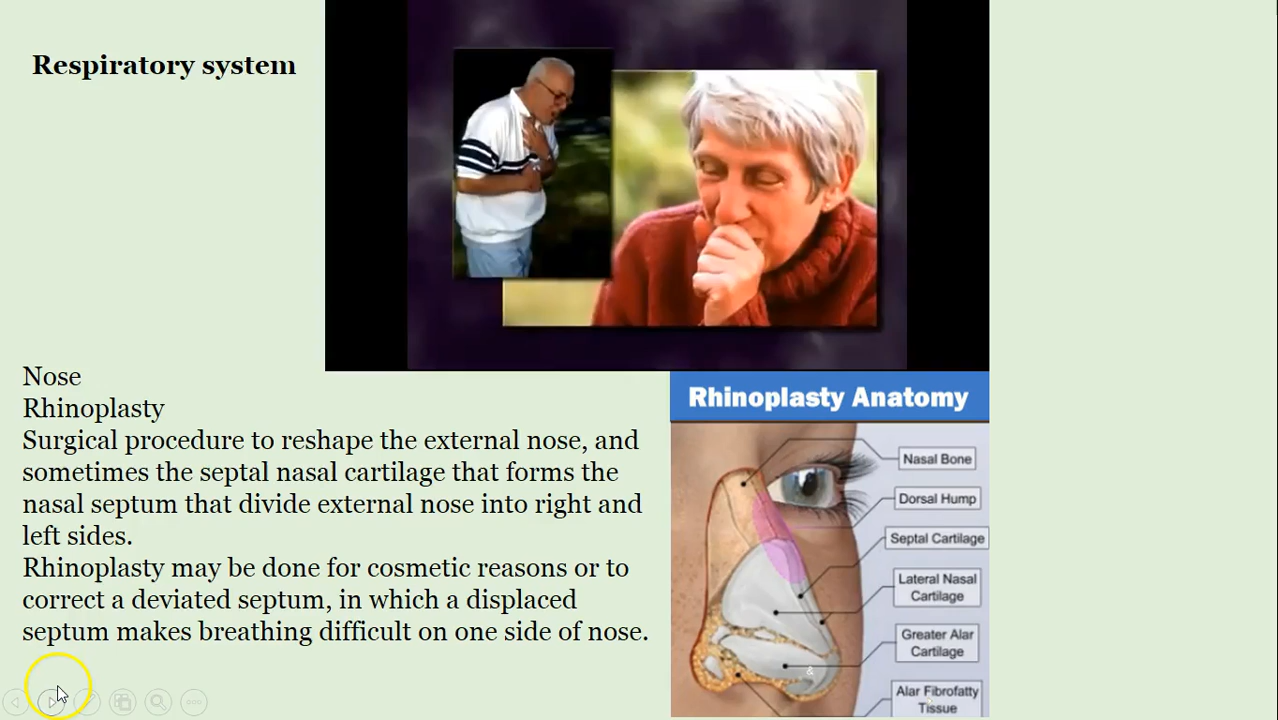 Respiratory system
Nose
Rhinoplasty
Surgical procedure to reshape the external nose, and
sometimes the septal nasal cartilage that forms the
nasal septum that divide external nose into right and
left sides.
Rhinoplasty may be done for cosmetic reasons or to
correct a deviated septum, in which a displaced
septum makes breathing difficult on one side of nose.
Rhinoplasty Anatomy
Nasal Bone
Dorsal Hump
Septal Cartilage
Lateral Nasal
Cartilage
Greater Alar
Cartilage
Alar Fibrofatty
Tissue
&